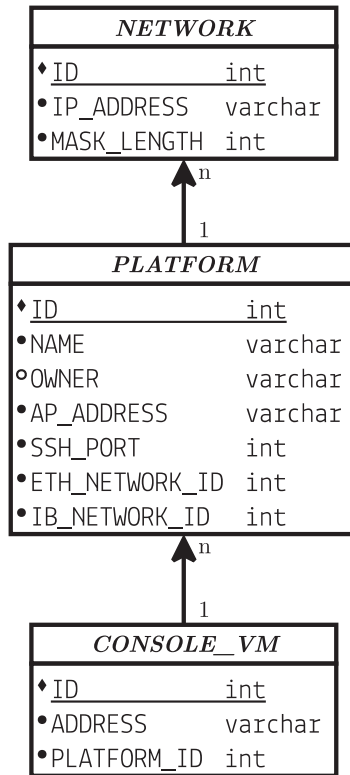 NETWORK
ID int
IP_ADDRESS varchar
MASK_LENGTH int
n
1
PLATFORM
ID int
NAME varchar
OWNER varchar
AP_ADDRESS varchar
SSH_PORT int
ETH_NETWORK_ID int
IB_NETWORK_ID int
n
1
CONSOLE_VM
ID int
ADDRESS varchar
PLATFORM_ID int